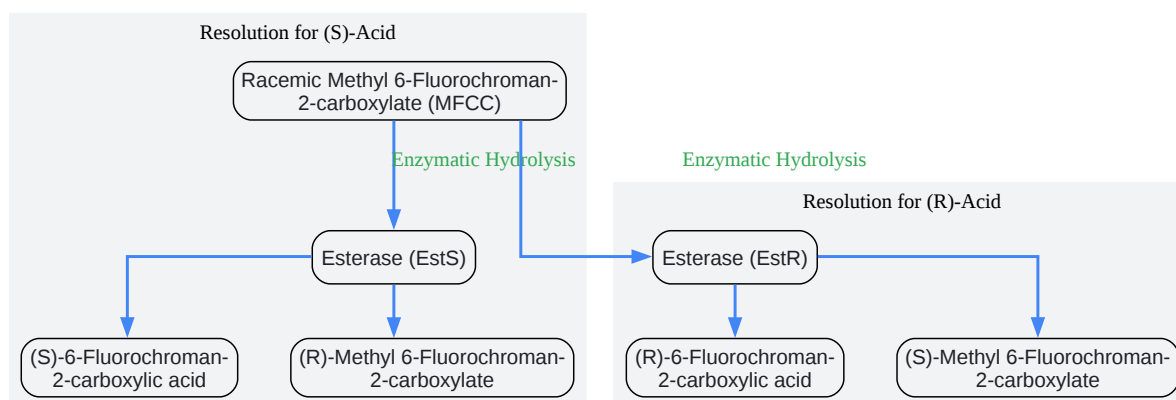 Resolution for (S)-Acid
Racemic Methyl 6-Fluorochroman-
2-carboxylate (MFCC)
Enzymatic Hydrolysis
Enzymatic Hydrolysis
Resolution for (R)-Acid
Esterase (EstS)
Esterase (EstR)
(S)-6-Fluorochroman-
2-carboxylic acid
(R)-Methyl 6-Fluorochroman-
2-carboxylate
(R)-6-Fluorochroman-
2-carboxylic acid
(S)-Methyl 6-Fluorochroman-
2-carboxylate